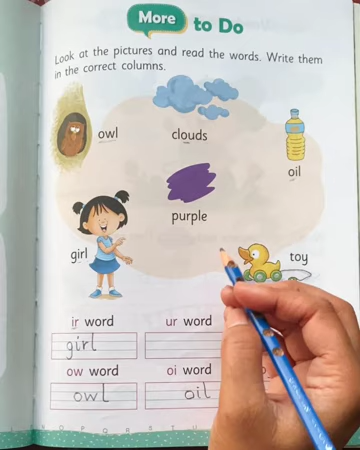 More to Do
Look at the pictures and read the words. Write them
in the correct columns.
owl
clouds
oil
purple
girl
toy
ir word
ur word
girl
ow word
oi word
owl
oil